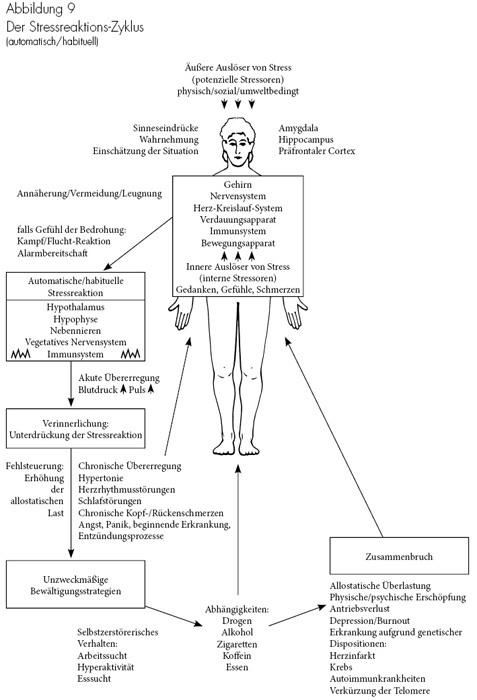 Abbildung 9
Der Stressreaktions-Zyklus
(automatisch/habituell)
Äußere Auslöser von Stress
(potenzielle Stressoren)
physisch/sozial/umweltbedingt
Sinneseindrücke
Wahrnehmung
Einschätzung der Situation
Amygdala
Hippocampus
Präfrontaler Cortex
Annäherung/Vermeidung/Leugnung
Gehirn
Nervensystem
Herz-Kreislauf-System
Verdauungsapparat
Immunsystem
Bewegungsapparat
Innere Auslöser von Stress
(interne Stressoren)
Gedanken, Gefühle, Schmerzen
falls Gefühl der Bedrohung:
Kampf/Flucht-Reaktion
Alarmbereitschaft
Automatische/habituelle
Stressreaktion
Hypothalamus
Hypophyse
Nebennieren
Vegetatives Nervensystem
Immunsystem
Akute Übererregung
Blutdruck Puls
Verinnerlichung:
Unterdrückung der Stressreaktion
Fehlsteuerung:
Erhöhung
der
allostatischen
Last
Chronische Übererregung
Hypertonie
Herzrhythmusstörungen
Schlafstörungen
Chronische Kopf-/Rückenschmerzen
Angst, Panik, beginnende Erkrankung,
Entzündungsprozesse
Unzweckmäßige
Bewältigungsstrategien
Selbstzerstörerisches
Verhalten:
Arbeitssucht
Hyperaktivität
Esssucht
Abhängigkeiten:
Drogen
Alkohol
Zigaretten
Koffein
Essen
Zusammenbruch
Allostatische Überlastung
Physische/psychische Erschöpfung
Antriebsverlust
Depression/Burnout
Erkrankung aufgrund genetischer
Dispositionen:
Herzinfarkt
Krebs
Autoimmunkrankheiten
Verkürzung der Telomere